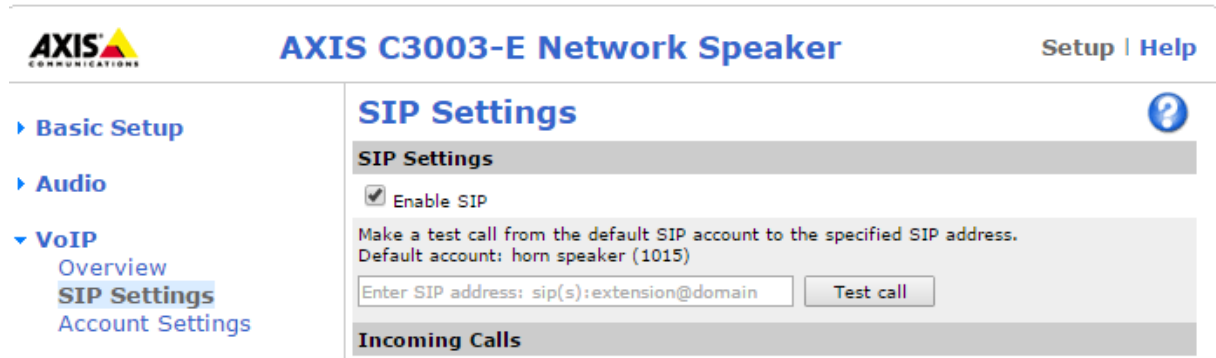 AXIS
COMMUNICATIONS
AXIS C3003-E Network Speaker
Setup | Help
Basic Setup
Audio
VoIP
Overview
SIP Settings
Account Settings
SIP Settings
?
SIP Settings
Enable SIP
Make a test call from the default SIP account to the specified SIP address.
Default account: horn speaker (1015)
Enter SIP address: sip(s):extension@domain
Test call
Incoming Calls